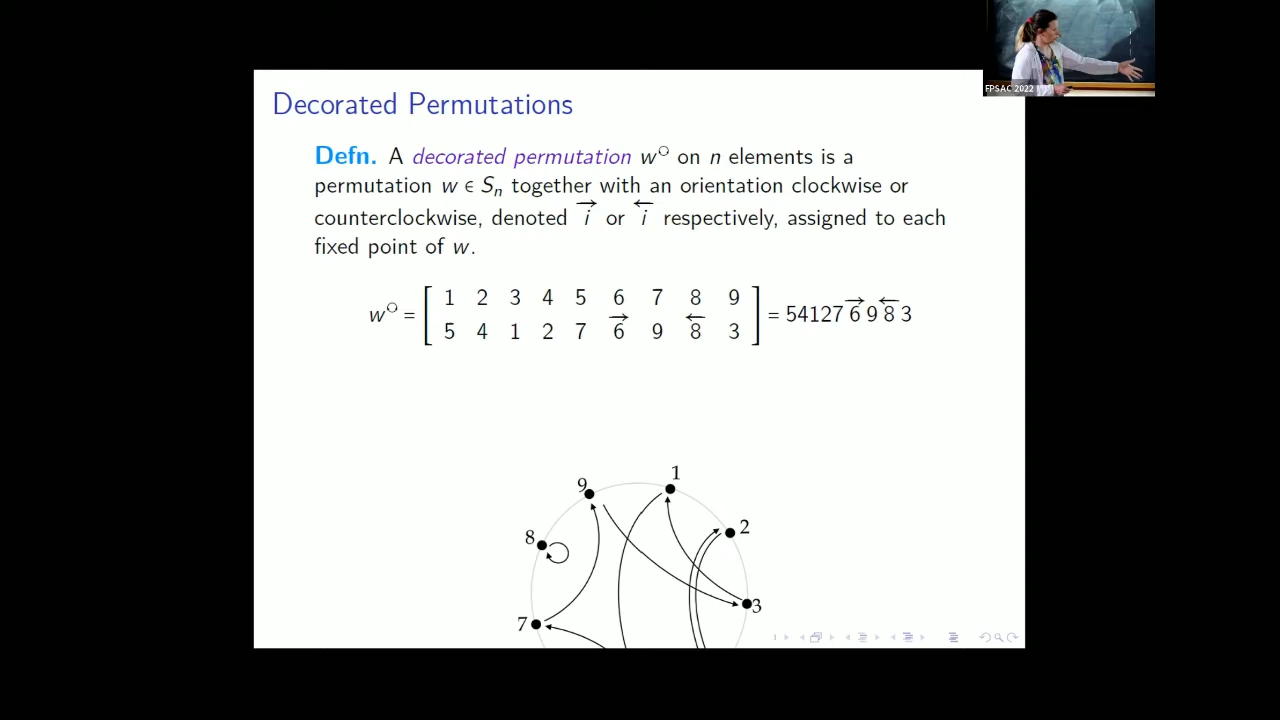 FPSAC 2022
Decorated Permutations
Defn. A decorated permutation w^○ on n elements is a
permutation w ∈ Sₙ together with an orientation clockwise or
counterclockwise, denoted i⃗ or i⃖ respectively, assigned to each
fixed point of w.
1 2 3 4 5 6 7 8 9
w^○ = [ 5 4 1 2 7 6⃗ 9 8⃖ 3 ] = 54127 6⃗ 9 8⃖ 3
9 1
8 2
7 3